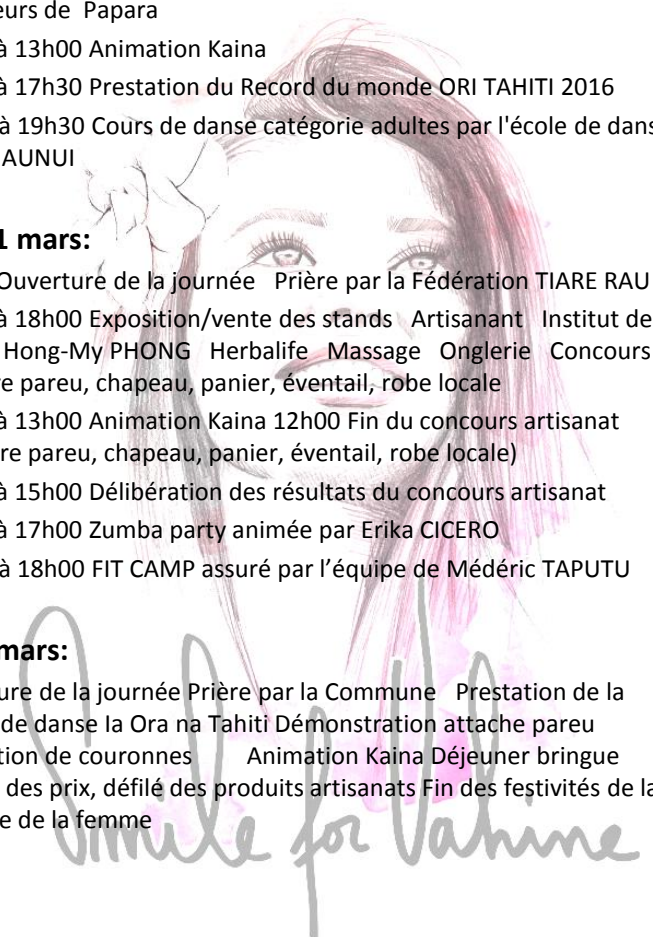 eurs de Papara
à 13h00 Animation Kaina
à 17h30 Prestation du Record du monde ORI TAHITI 2016
à 19h30 Cours de danse catégorie adultes par l'école de dans
AUNUI
1 mars:
Ouverture de la journée Prière par la Fédération TIARE RAU
à 18h00 Exposition/vente des stands Artisanant Institut de
Hong-My PHONG Herbalife Massage Onglerie Concours
re pareu, chapeau, panier, éventail, robe locale
à 13h00 Animation Kaina 12h00 Fin du concours artisanat
re pareu, chapeau, panier, éventail, robe locale)
à 15h00 Délibération des résultats du concours artisanat
à 17h00 Zumba party animée par Erika CICERO
à 18h00 FIT CAMP assuré par l’équipe de Médéric TAPUTU
mars:
ure de la journée Prière par la Commune Prestation de la
de danse Ia Ora na Tahiti Démonstration attache pareu
tion de couronnes Animation Kaina Déjeuner bringue
des prix, défilé des produits artisanats Fin des festivités de la
e de la femme
Smile for Vahine